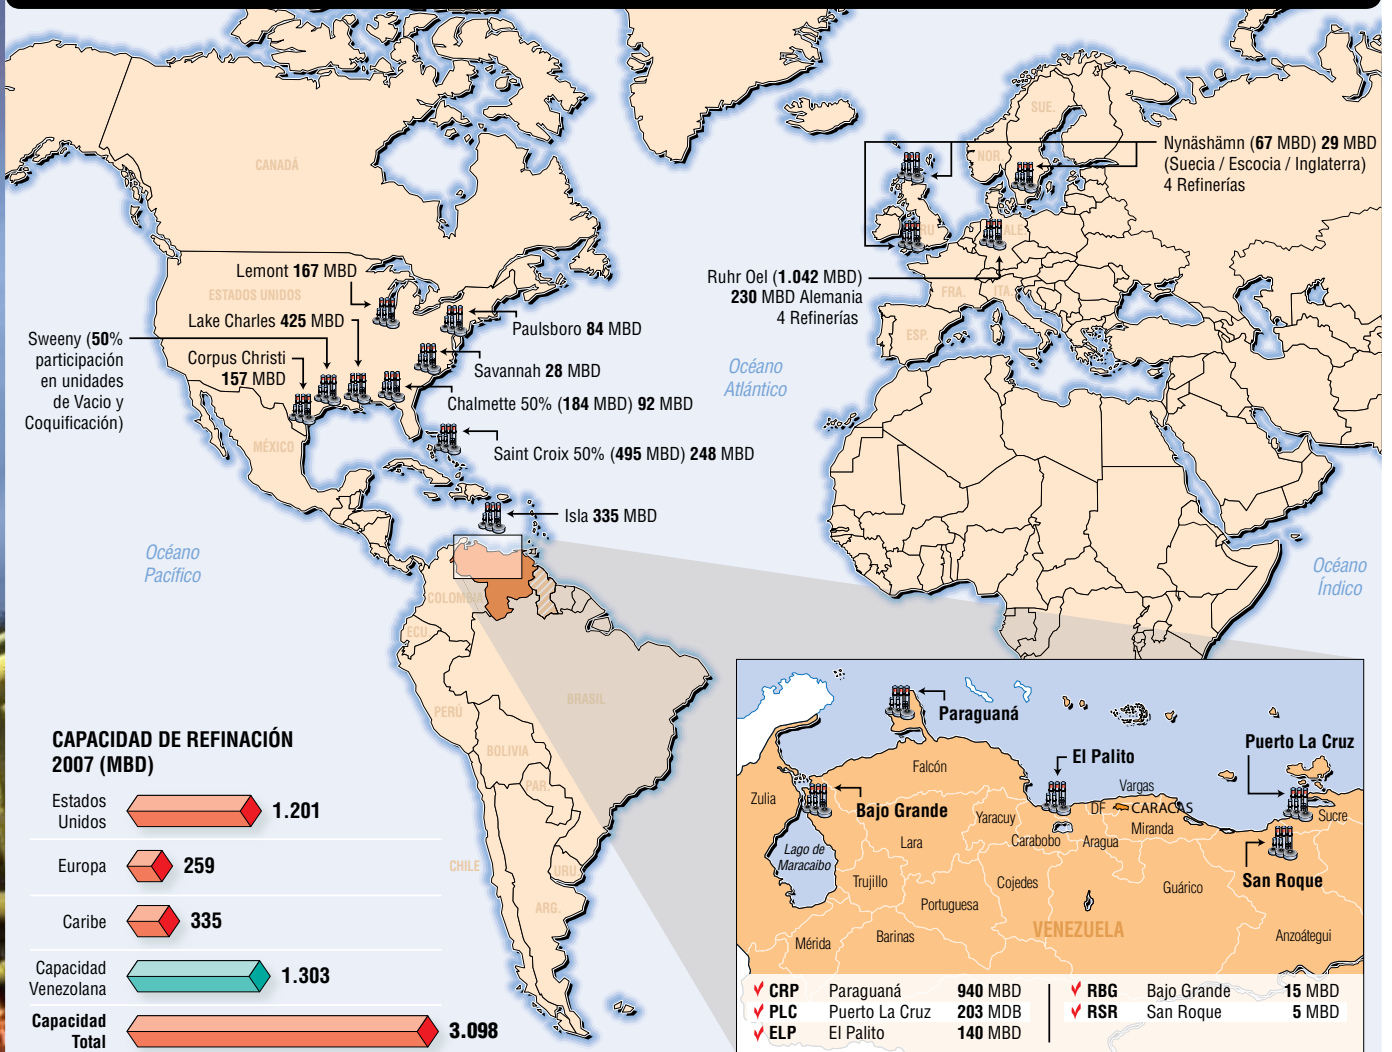 CANADÁ
SUE.
NOR.
Nynäshämn (67 MBD) 29 MBD
(Suecia / Escocia / Inglaterra)
4 Refinerías
RU
ALE
Lemont 167 MBD
ESTADOS UNIDOS
Lake Charles 425 MBD
Paulsboro 84 MBD
Ruhr Oel (1.042 MBD)
230 MBD Alemania
4 Refinerías
FRA.
ITA.
ESP.
Sweeny (50%
participación
en unidades
de Vacio y
Coquificación)
Corpus Christi
157 MBD
Savannah 28 MBD
Chalmette 50% (184 MBD) 92 MBD
Océano
Atlántico
MÉXICO
Saint Croix 50% (495 MBD) 248 MBD
Isla 335 MBD
Océano
Pacífico
Océano
Índico
COLOMBIA
ECU.
PERÚ
BRASIL
BOLIVIA
PAR.
CHILE
URU.
ARG.
CAPACIDAD DE REFINACIÓN
2007 (MBD)
Estados
Unidos
1.201
Europa
259
Caribe
335
Capacidad
Venezolana
1.303
Capacidad
Total
3.098
Paraguaná
El Palito
Puerto La Cruz
Falcón
Vargas
Zulia
Bajo Grande
DF
CARACAS
Yaracuy
Miranda
Sucre
Lago de
Maracaibo
Lara
Carabobo
Aragua
San Roque
Trujillo
Cojedes
Guárico
Portuguesa
VENEZUELA
Mérida
Barinas
Anzoátegui
CRP Paraguaná 940 MBD
PLC Puerto La Cruz 203 MDB
ELP El Palito 140 MBD
RBG Bajo Grande 15 MBD
RSR San Roque 5 MBD